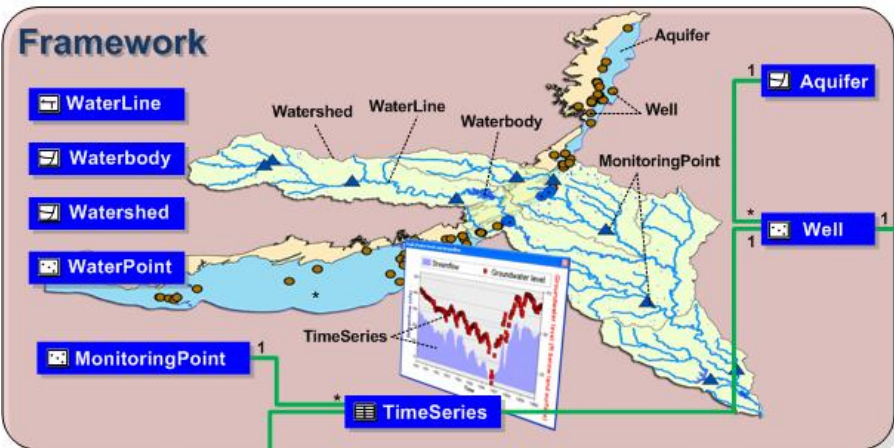 Framework
WaterLine
Waterbody
Watershed
WaterPoint
MonitoringPoint
1
*
TimeSeries
Watershed
WaterLine
Waterbody
Aquifer
Well
MonitoringPoint
*
TimeSeries
Streamflow
Groundwater level
Time
1
Aquifer
*
Well
1
1